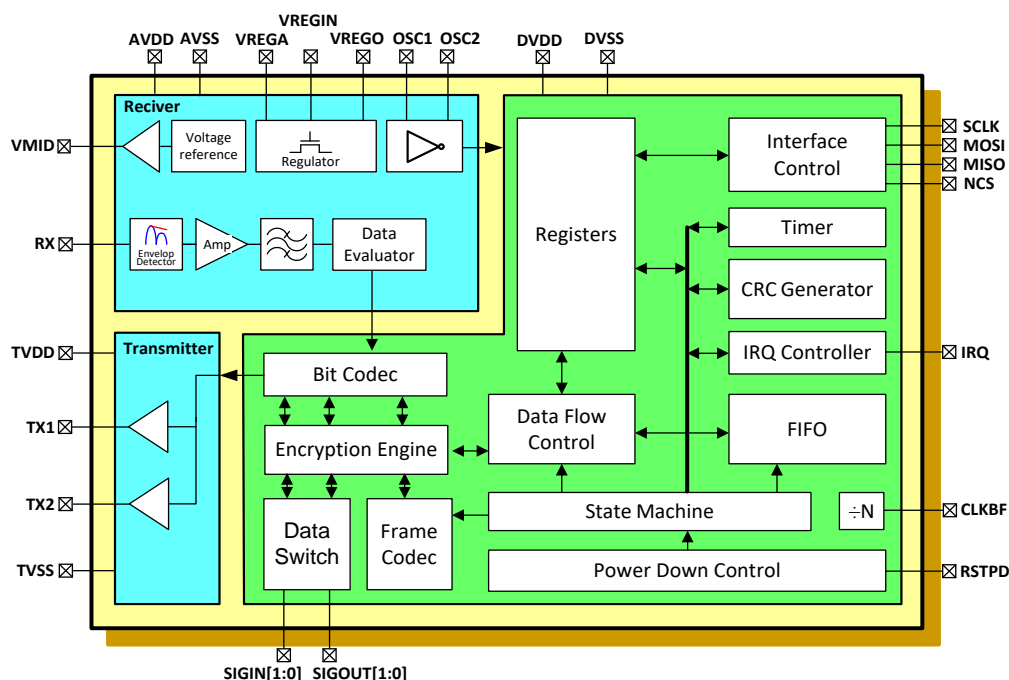 VREGIN
AVDD AVSS VREGA VREGO OSC1 OSC2 DVDD DVSS
Reciver
VMID
Voltage
reference
Regulator
RX
Envelop
Detector
Amp
Data
Evaluator
Registers
Interface
Control
SCLK
MOSI
MISO
NCS
Timer
CRC Generator
IRQ Controller
IRQ
TVDD
Transmitter
TX1
TX2
TVSS
Bit Codec
Encryption Engine
Data
Switch
Frame
Codec
Data Flow
Control
FIFO
State Machine
÷N
CLKBF
Power Down Control
RSTPD
SIGIN[1:0] SIGOUT[1:0]